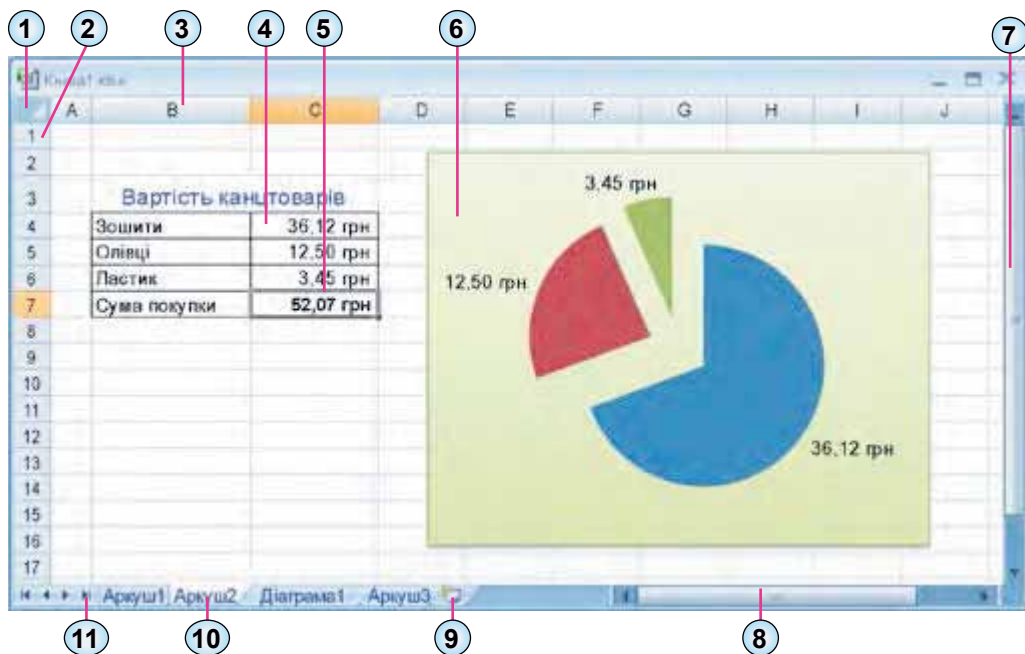 1 2 3 4 5 6 7
Книга1.xlsx
A B C D E F G H I J
1
2
3 Вартість канцтоварів
4 Зошити 36,12 грн
5 Олівці 12,50 грн
6 Ластик 3,45 грн
7 Сума покупки 52,07 грн
8
9
10
11
12
13
14
15
16
17
3,45 грн
12,50 грн
36,12 грн
Аркуш1 Аркуш2 Діаграма1 Аркуш3
11 10 9 8